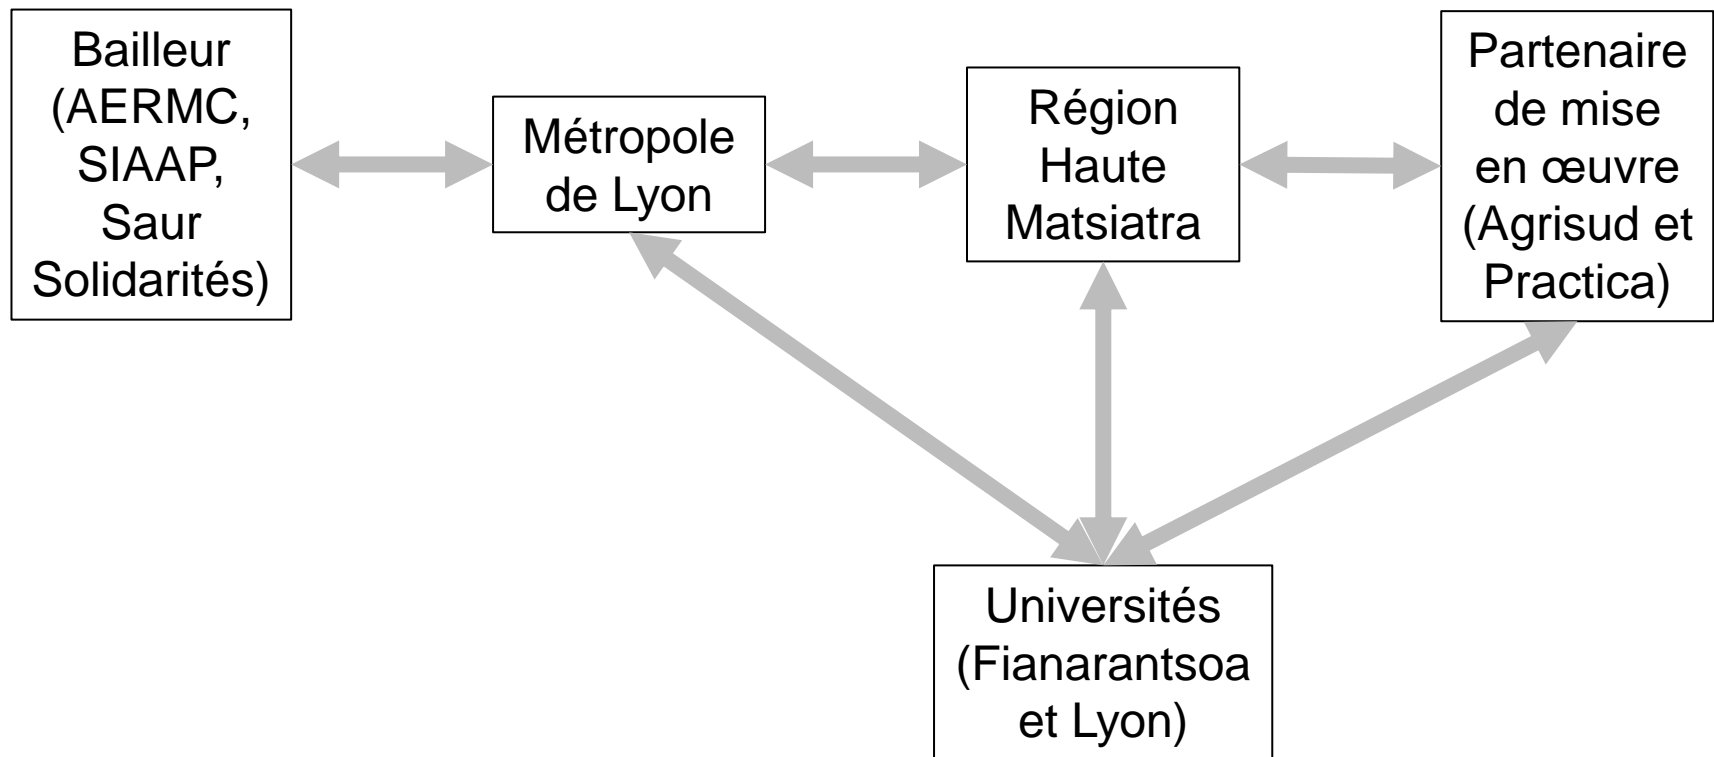 Bailleur
(AERMC,
SIAAP,
Saur
Solidarités)
Métropole
de Lyon
Région
Haute
Matsiatra
Partenaire
de mise
en œuvre
(Agrisud et
Practica)
Universités
(Fianarantsoa
et Lyon)